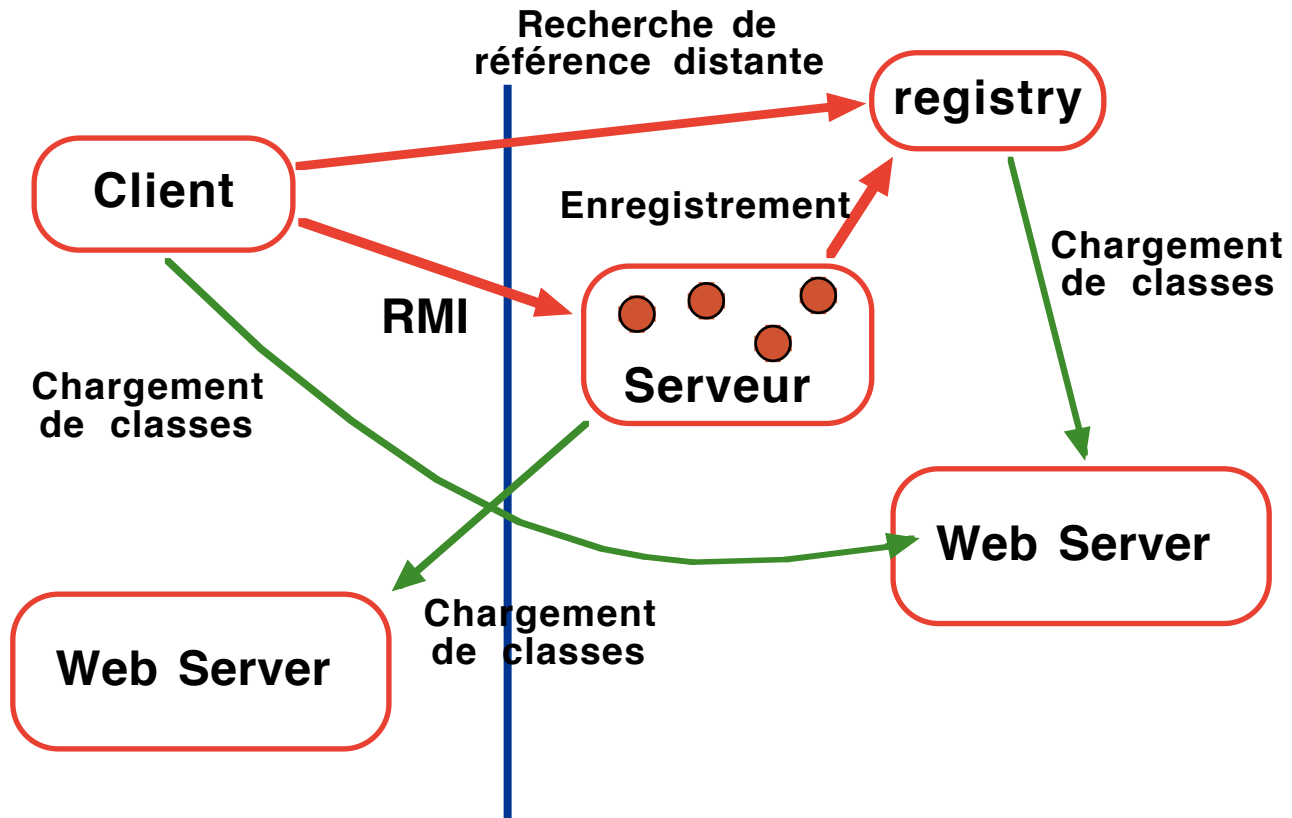 Recherche de
référence distante
registry
Client
Enregistrement
Chargement
de classes
RMI
Serveur
Chargement
de classes
Web Server
Chargement
de classes
Web Server